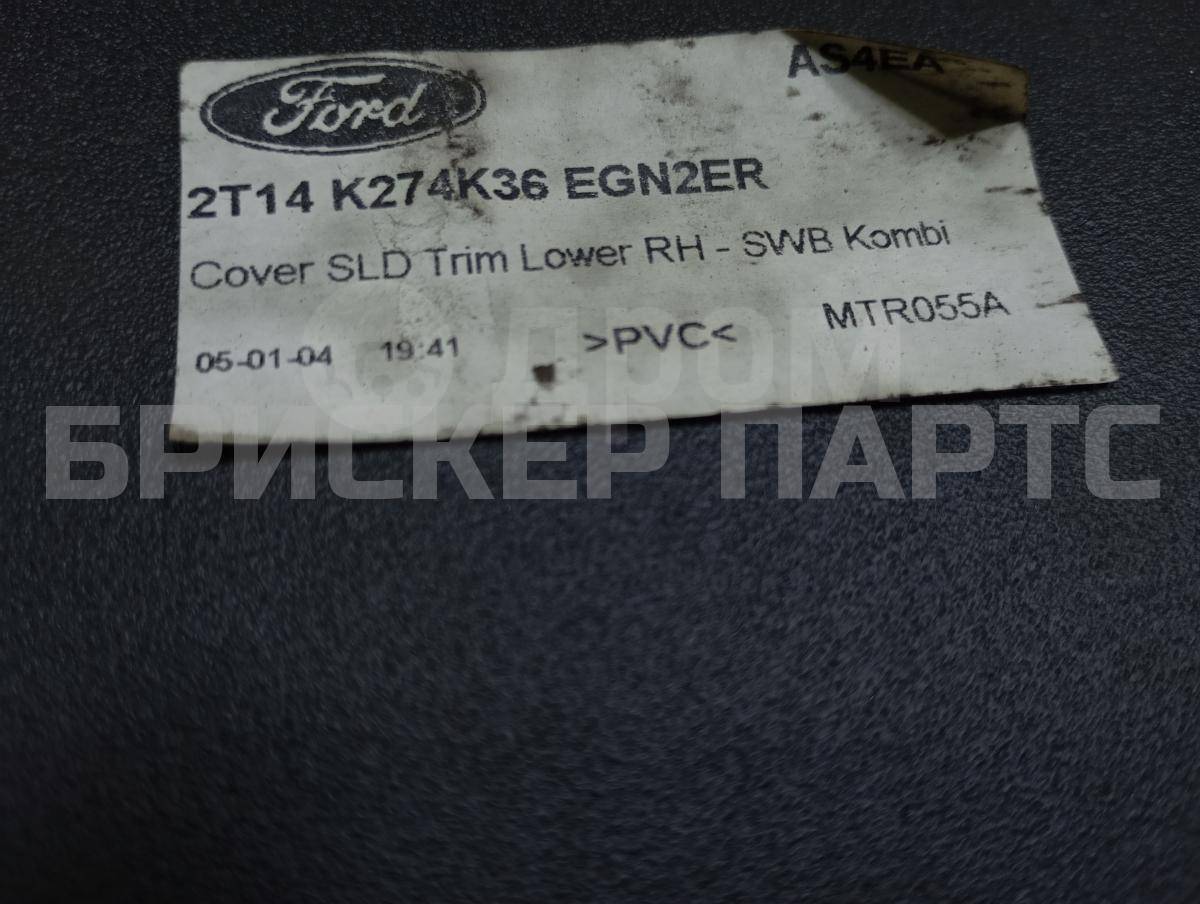 AS4EA
Ford
2T14 K274K36 EGN2ER
Cover SLD Trim Lower RH - SWB Kombi
05-01-04 19:41 >PVC< MTR055A
ДРОМ
БРИСКЕР ПАРТС